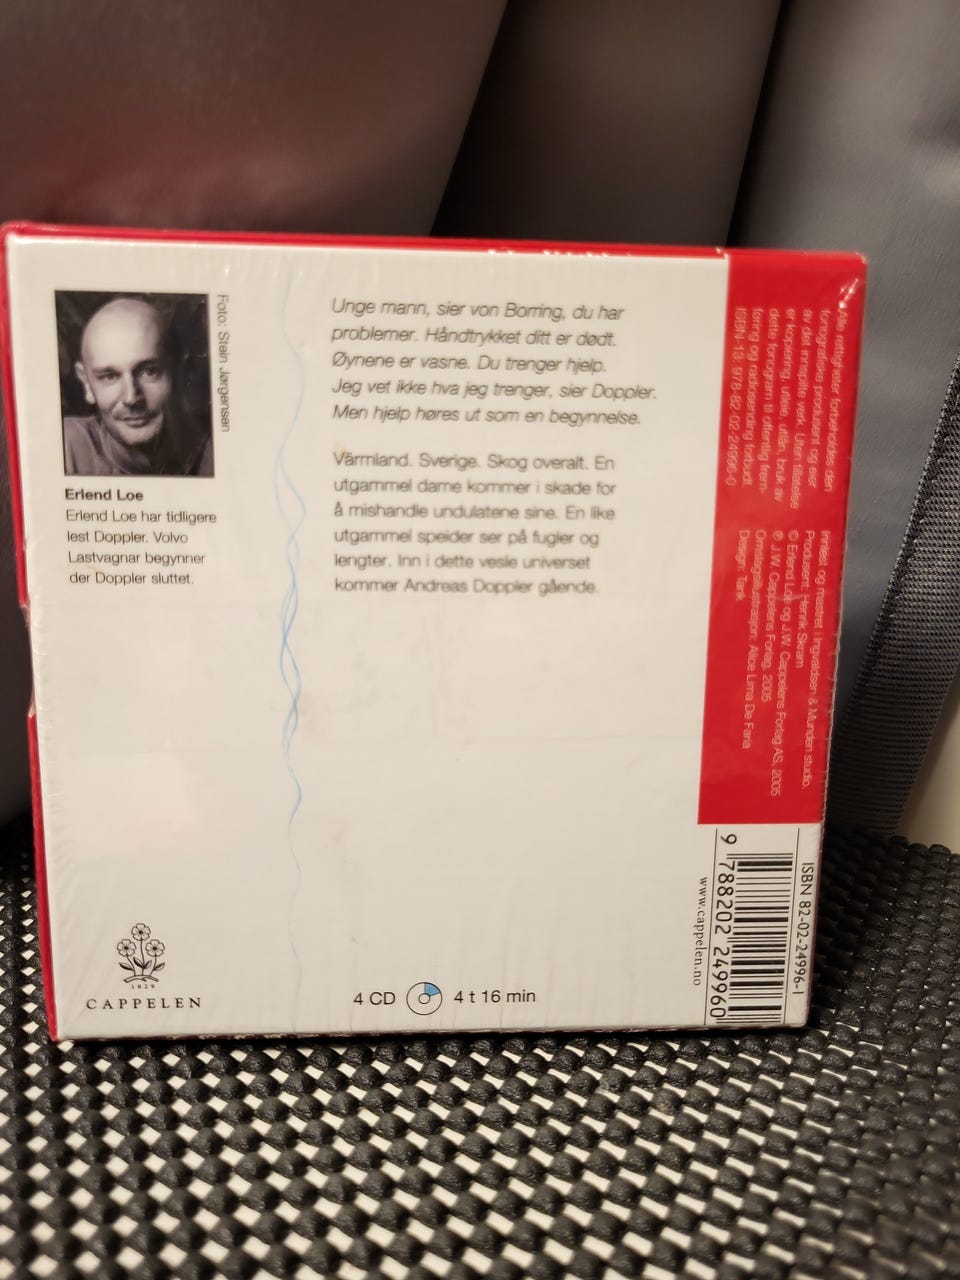 Foto: Stein Jørgensen
Erlend Loe
Erlend Loe har tidligere
lest Doppler. Volvo
Lastvagnar begynner
der Doppler sluttet.
Unge mann, sier von Borring, du har
problemer. Håndtrykket ditt er dødt.
Øynene er vasne. Du trenger hjelp.
Jeg vet ikke hva jeg trenger, sier Doppler.
Men hjelp høres ut som en begynnelse.
Värmland. Sverige. Skog overalt. En
utgammel dame kommer i skade for
å mishandle undulatene sine. En like
utgammel speider ser på fugler og
lengter. Inn i dette vesle universet
kommer Andreas Doppler gående.
Alle rettigheter forbeholdes den
fonografiske produsent og eier
av det innspilte verk. Uten tillatelse
er kopiering, utleie, utlån, bruk av
dette fonogram til offentlig frem-
føring og radiosending forbudt.
ISBN-13: 978-82-02-24996-0
Innlest og mastret i Ingvaldsen & Munden studio.
Produsent: Henrik Skram
© Erlend Loe og J.W. Cappelens Forlag AS, 2005
℗ J.W. Cappelens Forlag, 2005
Omslagsillustrasjon: Alice Lima De Faria
Design: Tank
ISBN 82-02-24996-1
9 788202 249960
www.cappelen.no
1829
CAPPELEN
4 CD
4 t 16 min